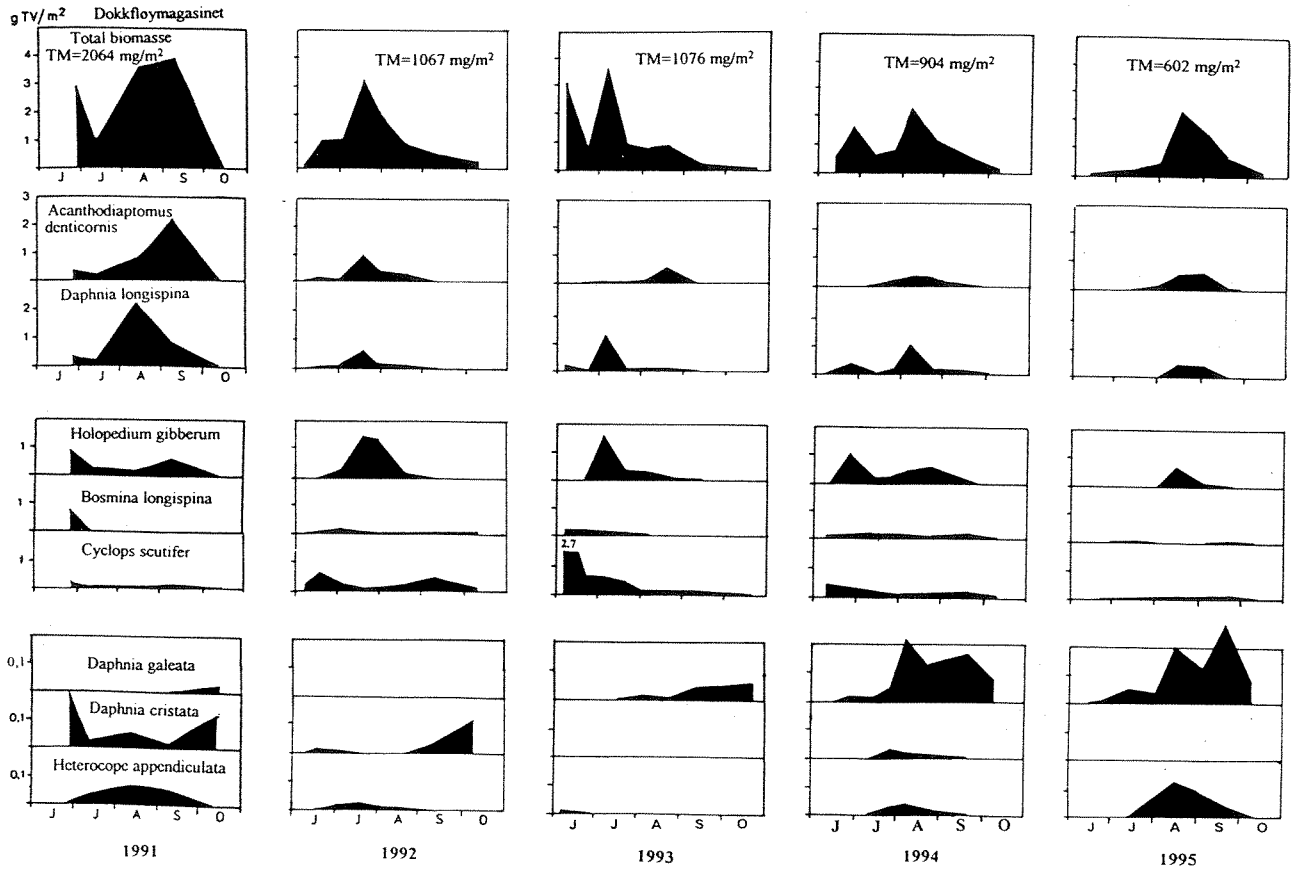 g TV/m² Dokkfløymagasinet
Total biomasse
TM=2064 mg/m²
TM=1067 mg/m²
TM=1076 mg/m²
TM=904 mg/m²
TM=602 mg/m²
4
3
2
1
J J A S O
3
2
1
Acanthodiaptomus
denticornis
Daphnia longispina
2
1
J J A S O
Holopedium gibberum
1
Bosmina longispina
1
Cyclops scutifer
1
2.7
Daphnia galeata
0,1
Daphnia cristata
0,1
Heterocope appendiculata
0,1
J J A S O
J J A S O
J J A S O
J J A S O
J J A S O
1991
1992
1993
1994
1995